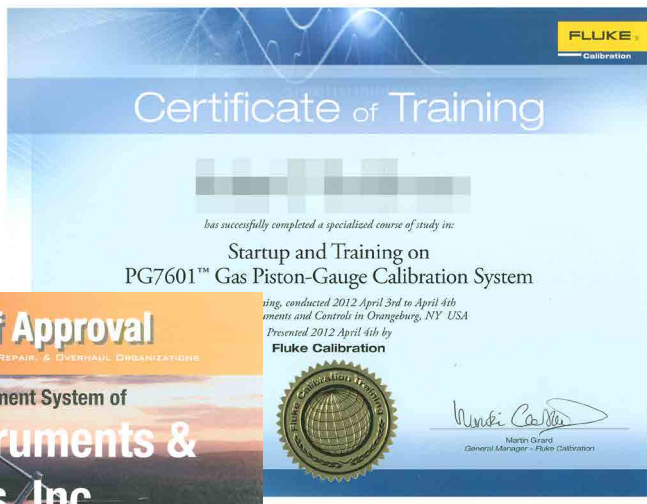 FLUKE®
Calibration
Certificate of Training
has successfully completed a specialized course of study in:
Startup and Training on
PG7601™ Gas Piston-Gauge Calibration System
ning, conducted 2012 April 3rd to April 4th
uments and Controls in Orangeburg, NY USA
Presented 2012 April 4th by
Fluke Calibration
Fluke Calibration Training
Martin Girard
General Manager - Fluke Calibration
f Approval
REPAIR, & OVERHAUL ORGANIZATIONS
ment System of
ruments &
s, Inc